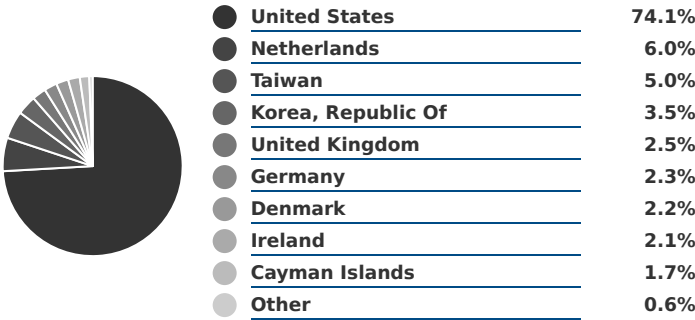 United States 74.1%
Netherlands 6.0%
Taiwan 5.0%
Korea, Republic Of 3.5%
United Kingdom 2.5%
Germany 2.3%
Denmark 2.2%
Ireland 2.1%
Cayman Islands 1.7%
Other 0.6%